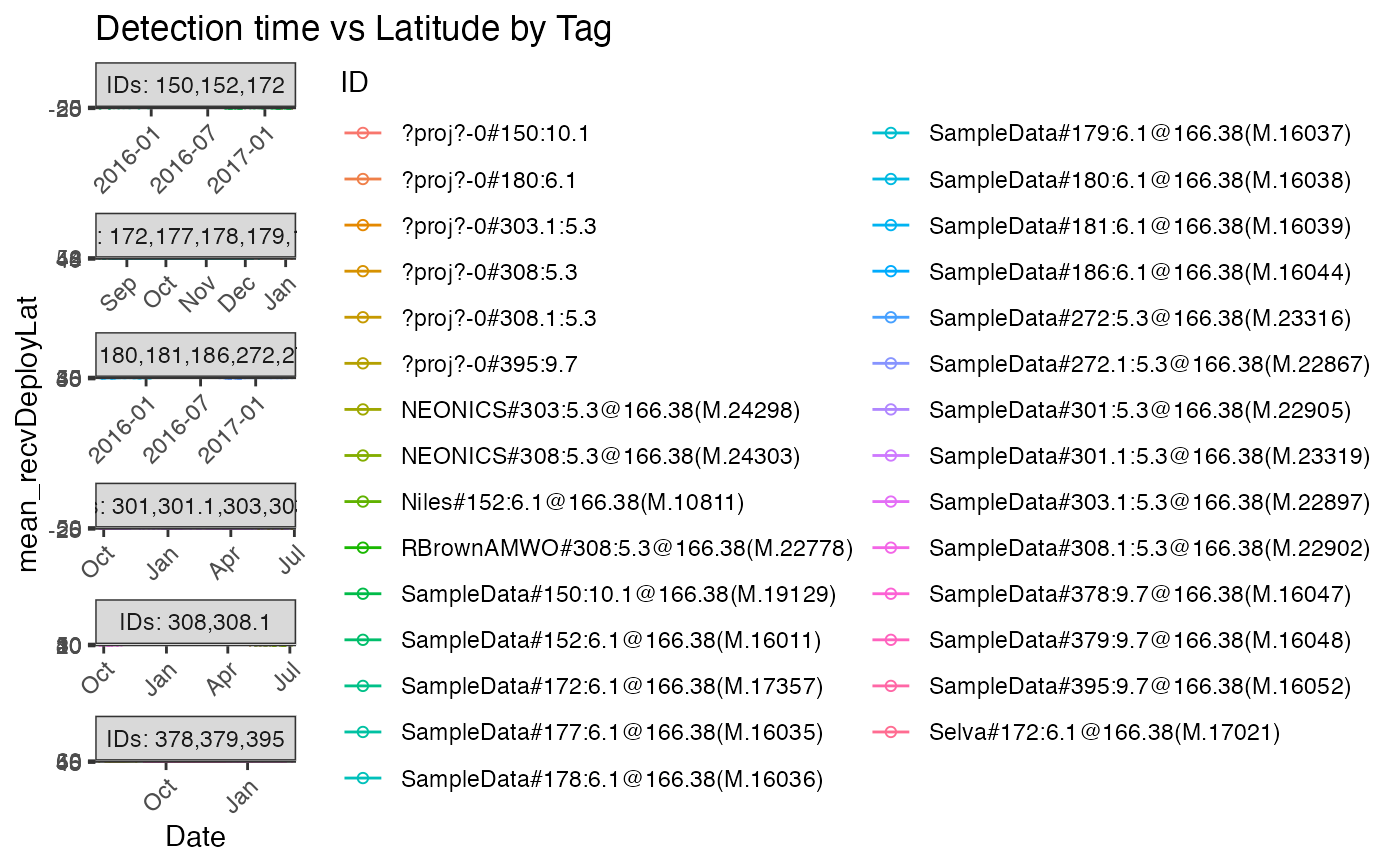 Detection time vs Latitude by Tag
mean_recvDeployLat
IDs: 150,152,172
2016-01
2016-07
2017-01
: 172,177,178,179,
Sep
Oct
Nov
Dec
Jan
180,181,186,272,2
2016-01
2016-07
2017-01
: 301,301.1,303,30
Oct
Jan
Apr
Jul
IDs: 308,308.1
Oct
Jan
Apr
Jul
IDs: 378,379,395
Oct
Jan
Date
ID
?proj?-0#150:10.1
?proj?-0#180:6.1
?proj?-0#303.1:5.3
?proj?-0#308:5.3
?proj?-0#308.1:5.3
?proj?-0#395:9.7
NEONICS#303:5.3@166.38(M.24298)
NEONICS#308:5.3@166.38(M.24303)
Niles#152:6.1@166.38(M.10811)
RBrownAMWO#308:5.3@166.38(M.22778)
SampleData#150:10.1@166.38(M.19129)
SampleData#152:6.1@166.38(M.16011)
SampleData#172:6.1@166.38(M.17357)
SampleData#177:6.1@166.38(M.16035)
SampleData#178:6.1@166.38(M.16036)
SampleData#179:6.1@166.38(M.16037)
SampleData#180:6.1@166.38(M.16038)
SampleData#181:6.1@166.38(M.16039)
SampleData#186:6.1@166.38(M.16044)
SampleData#272:5.3@166.38(M.23316)
SampleData#272.1:5.3@166.38(M.22867)
SampleData#301:5.3@166.38(M.22905)
SampleData#301.1:5.3@166.38(M.23319)
SampleData#303.1:5.3@166.38(M.22897)
SampleData#308.1:5.3@166.38(M.22902)
SampleData#378:9.7@166.38(M.16047)
SampleData#379:9.7@166.38(M.16048)
SampleData#395:9.7@166.38(M.16052)
Selva#172:6.1@166.38(M.17021)